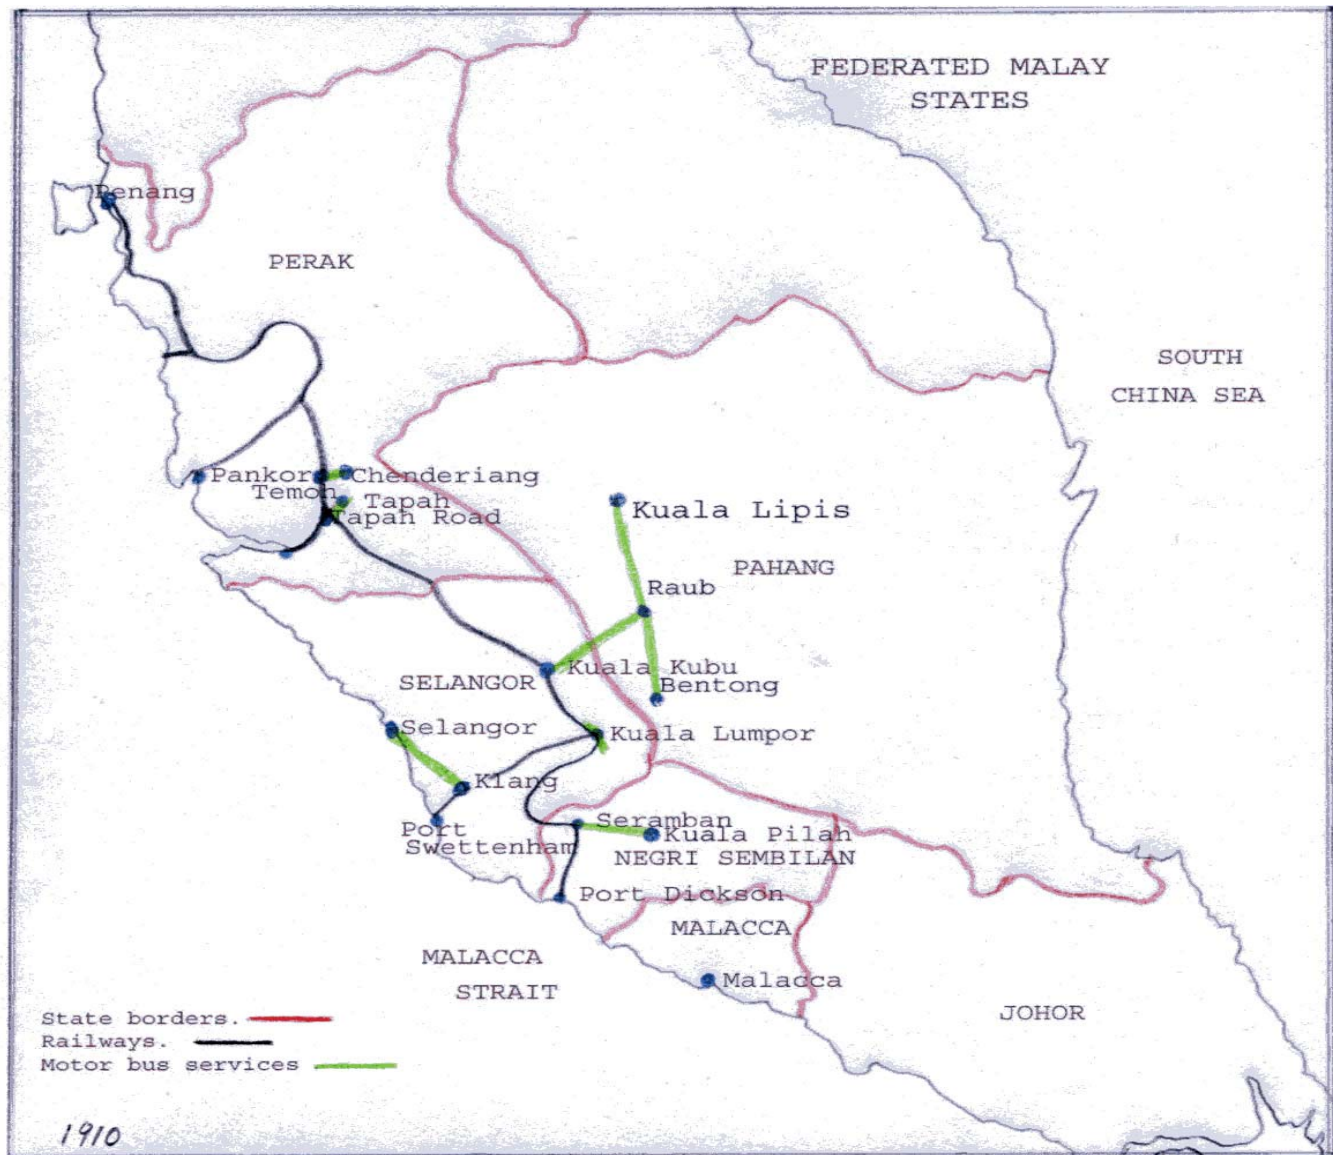 FEDERATED MALAY
STATES
Penang
PERAK
SOUTH
CHINA SEA
Pankor
Chenderiang
Temoh
Tapah
Tapah Road
Kuala Lipis
PAHANG
Raub
Kuala Kubu
SELANGOR
Bentong
Selangor
Kuala Lumpor
Klang
Port
Swettenham
Seramban
Kuala Pilah
NEGRI SEMBILAN
Port Dickson
MALACCA
MALACCA
STRAIT
Malacca
JOHOR
State borders.
Railways.
Motor bus services
1910